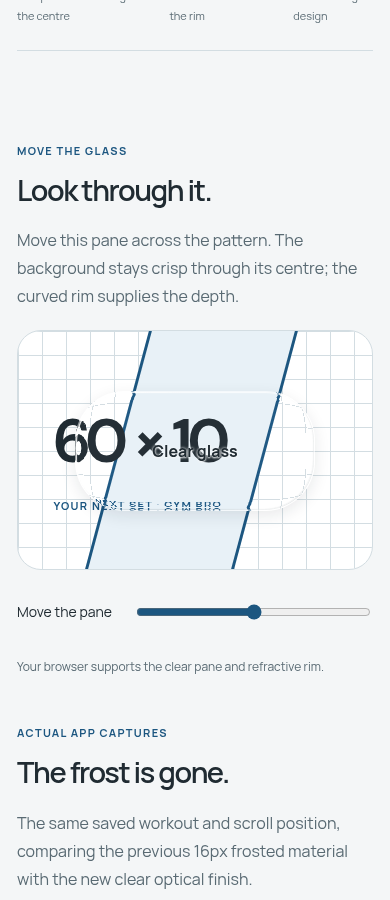 the centre
the rim
design
MOVE THE GLASS
Look through it.
Move this pane across the pattern. The
background stays crisp through its centre; the
curved rim supplies the depth.
60 × 10
Clear glass
YOUR NEXT SET · GYM BRO
Move the pane
Your browser supports the clear pane and refractive rim.
ACTUAL APP CAPTURES
The frost is gone.
The same saved workout and scroll position,
comparing the previous 16px frosted material
with the new clear optical finish.